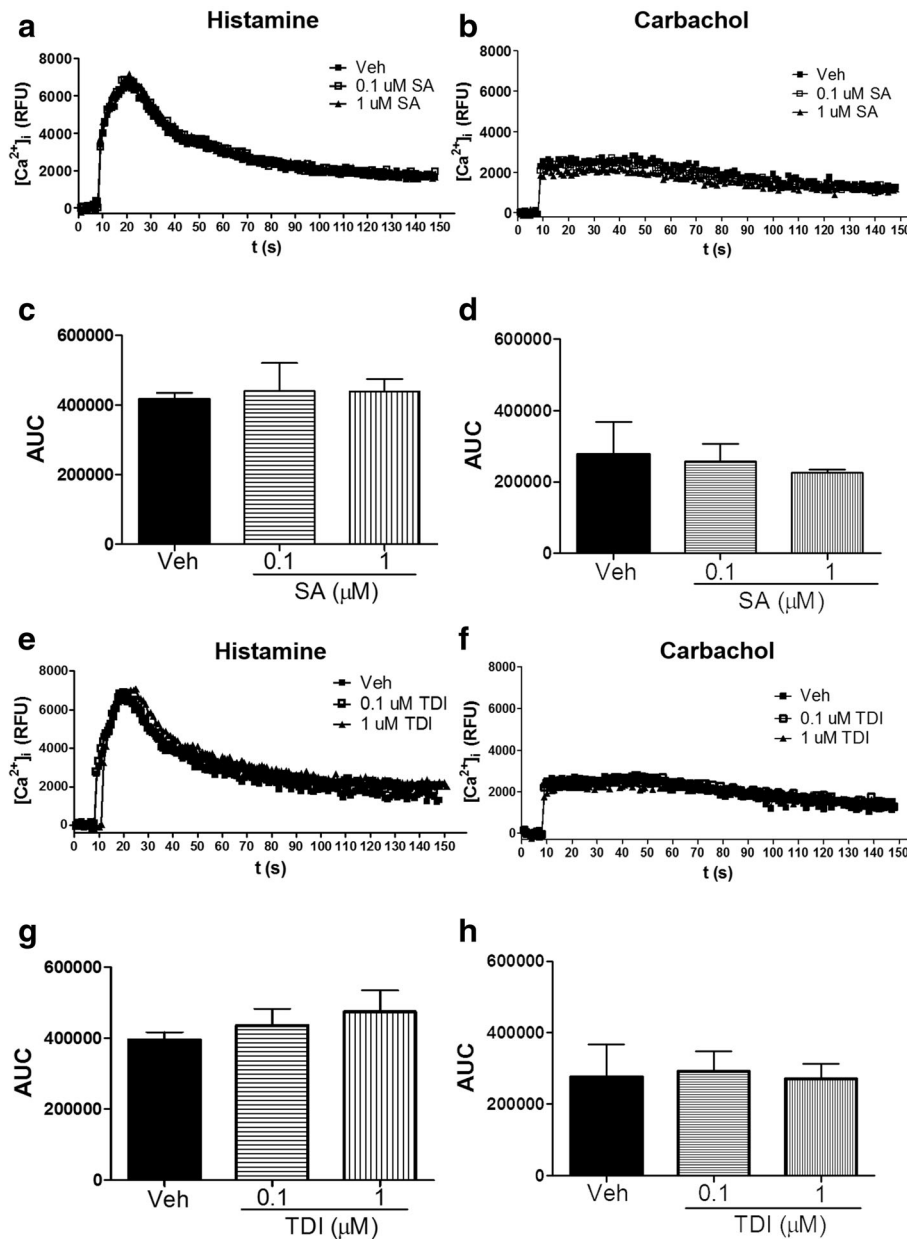 a
Histamine
[Ca²⁺]ᵢ (RFU)
8000
6000
4000
2000
0
Veh
0.1 uM SA
1 uM SA
0 10 20 30 40 50 60 70 80 90 100 110 120 130 140 150
t (s)
b
Carbachol
[Ca²⁺]ᵢ (RFU)
8000
6000
4000
2000
0
Veh
0.1 uM SA
1 uM SA
0 10 20 30 40 50 60 70 80 90 100 110 120 130 140 150
t (s)
c
AUC
600000
400000
200000
0
Veh 0.1 1
SA (μM)
d
AUC
600000
400000
200000
0
Veh 0.1 1
SA (μM)
e
Histamine
[Ca²⁺]ᵢ (RFU)
8000
6000
4000
2000
0
Veh
0.1 uM TDI
1 uM TDI
0 10 20 30 40 50 60 70 80 90 100 110 120 130 140 150
t (s)
f
Carbachol
[Ca²⁺]ᵢ (RFU)
8000
6000
4000
2000
0
Veh
0.1 uM TDI
1 uM TDI
0 10 20 30 40 50 60 70 80 90 100 110 120 130 140 150
t (s)
g
AUC
600000
400000
200000
0
Veh 0.1 1
TDI (μM)
h
AUC
600000
400000
200000
0
Veh 0.1 1
TDI (μM)